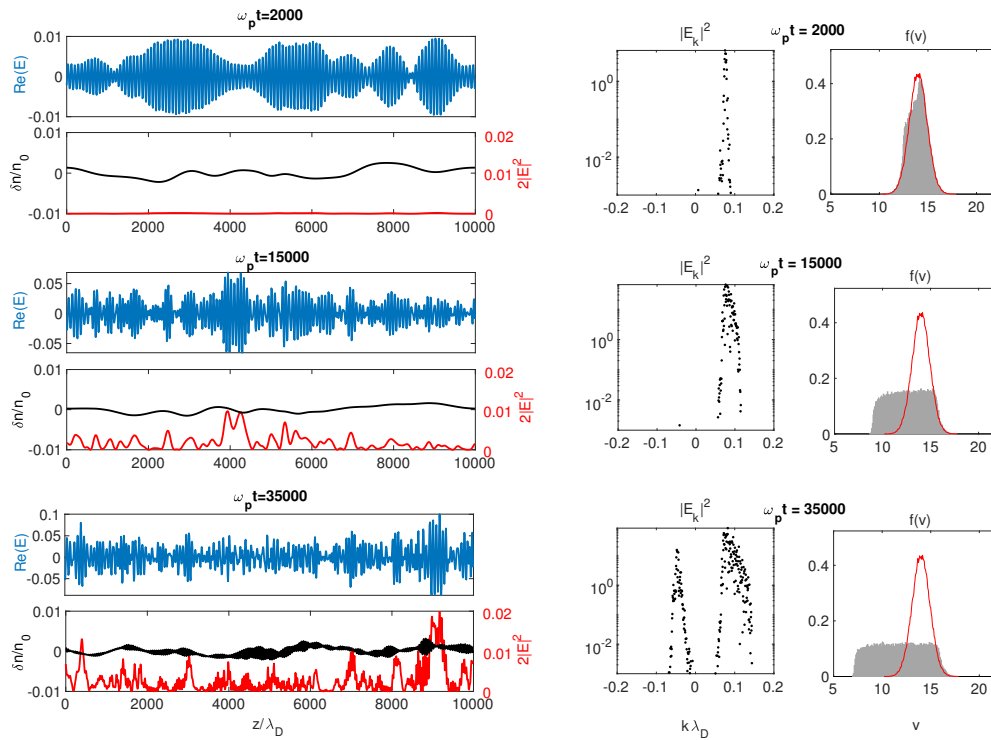 ω_p t=2000
Re(E)
0.01
0
-0.01
δn/n_0
0.01
0
-0.01
2|E|^2
0.02
0.01
0
0 2000 4000 6000 8000 10000
|E_k|^2
ω_p t = 2000
f(v)
10^0
10^-2
-0.2 -0.1 0 0.1 0.2
0.4
0.2
0
5 10 15 20
ω_p t=15000
Re(E)
0.05
0
-0.05
δn/n_0
0.01
0
-0.01
2|E|^2
0.02
0.01
0
0 2000 4000 6000 8000 10000
|E_k|^2
ω_p t = 15000
f(v)
10^0
10^-2
-0.2 -0.1 0 0.1 0.2
0.4
0.2
0
5 10 15 20
ω_p t=35000
Re(E)
0.1
0.05
0
-0.05
δn/n_0
0.01
0
-0.01
2|E|^2
0.02
0.01
0
0 2000 4000 6000 8000 10000
z/λ_D
|E_k|^2
ω_p t = 35000
f(v)
10^0
10^-2
-0.2 -0.1 0 0.1 0.2
k λ_D
0.4
0.2
0
5 10 15 20
v